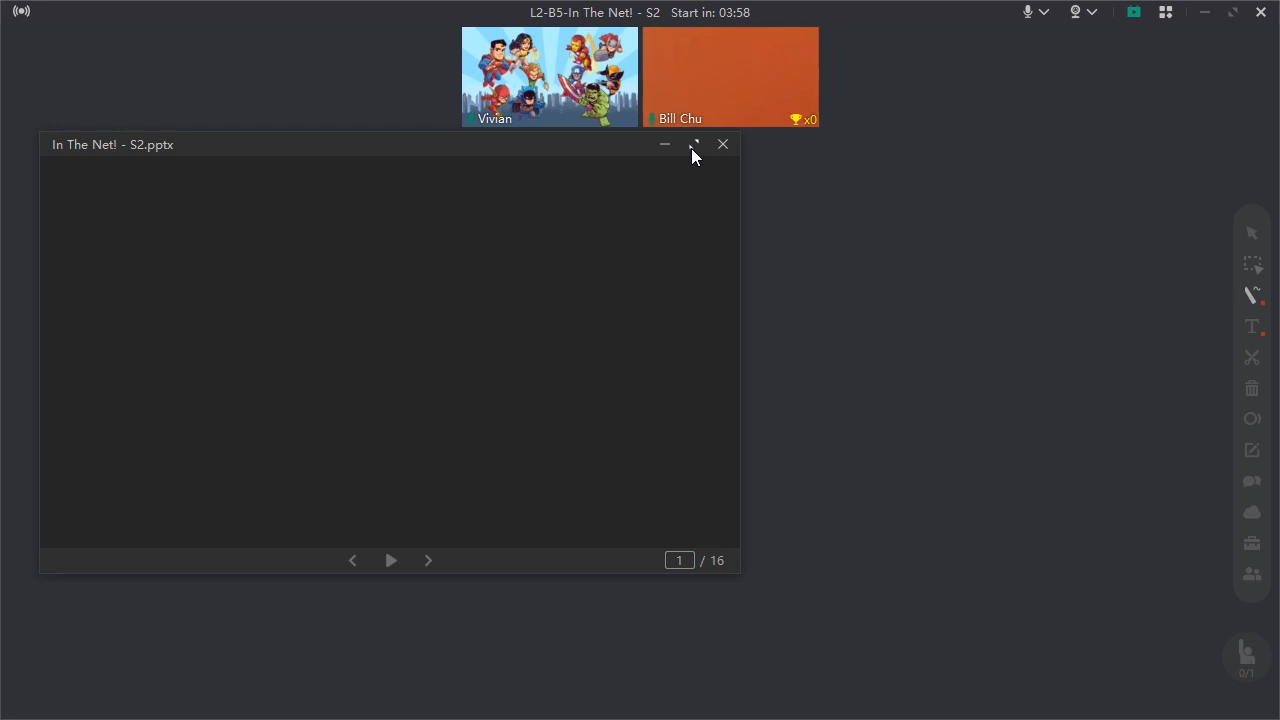 L2-B5-In The Net! - S2 Start in: 03:58
Vivian
Bill Chu
x0
In The Net! - S2.pptx
1 / 16
T
0/1